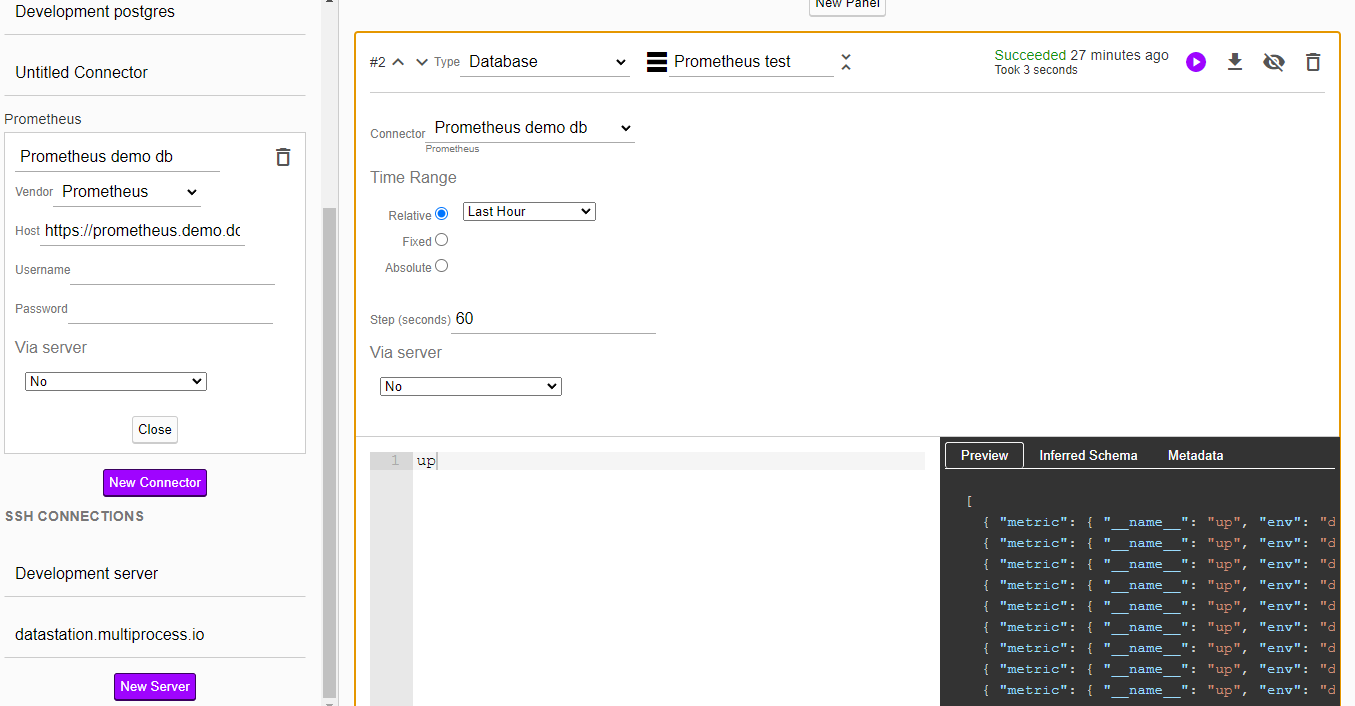 Development postgres
Untitled Connector
Prometheus
Prometheus demo db
Vendor Prometheus
Host https://prometheus.demo.do
Username
Password
Via server
No
Close
New Connector
SSH CONNECTIONS
Development server
datastation.multiprocess.io
New Server
New Panel
#2 Type Database Prometheus test
Succeeded 27 minutes ago
Took 3 seconds
Connector Prometheus demo db
Prometheus
Time Range
Relative Last Hour
Fixed
Absolute
Step (seconds) 60
Via server
No
1 up
Preview Inferred Schema Metadata
[
{ "metric": { "__name__": "up", "env": "d
{ "metric": { "__name__": "up", "env": "d
{ "metric": { "__name__": "up", "env": "d
{ "metric": { "__name__": "up", "env": "d
{ "metric": { "__name__": "up", "env": "d
{ "metric": { "__name__": "up", "env": "d
{ "metric": { "__name__": "up", "env": "d
{ "metric": { "__name__": "up", "env": "d
{ "metric": { "__name__": "up", "env": "d